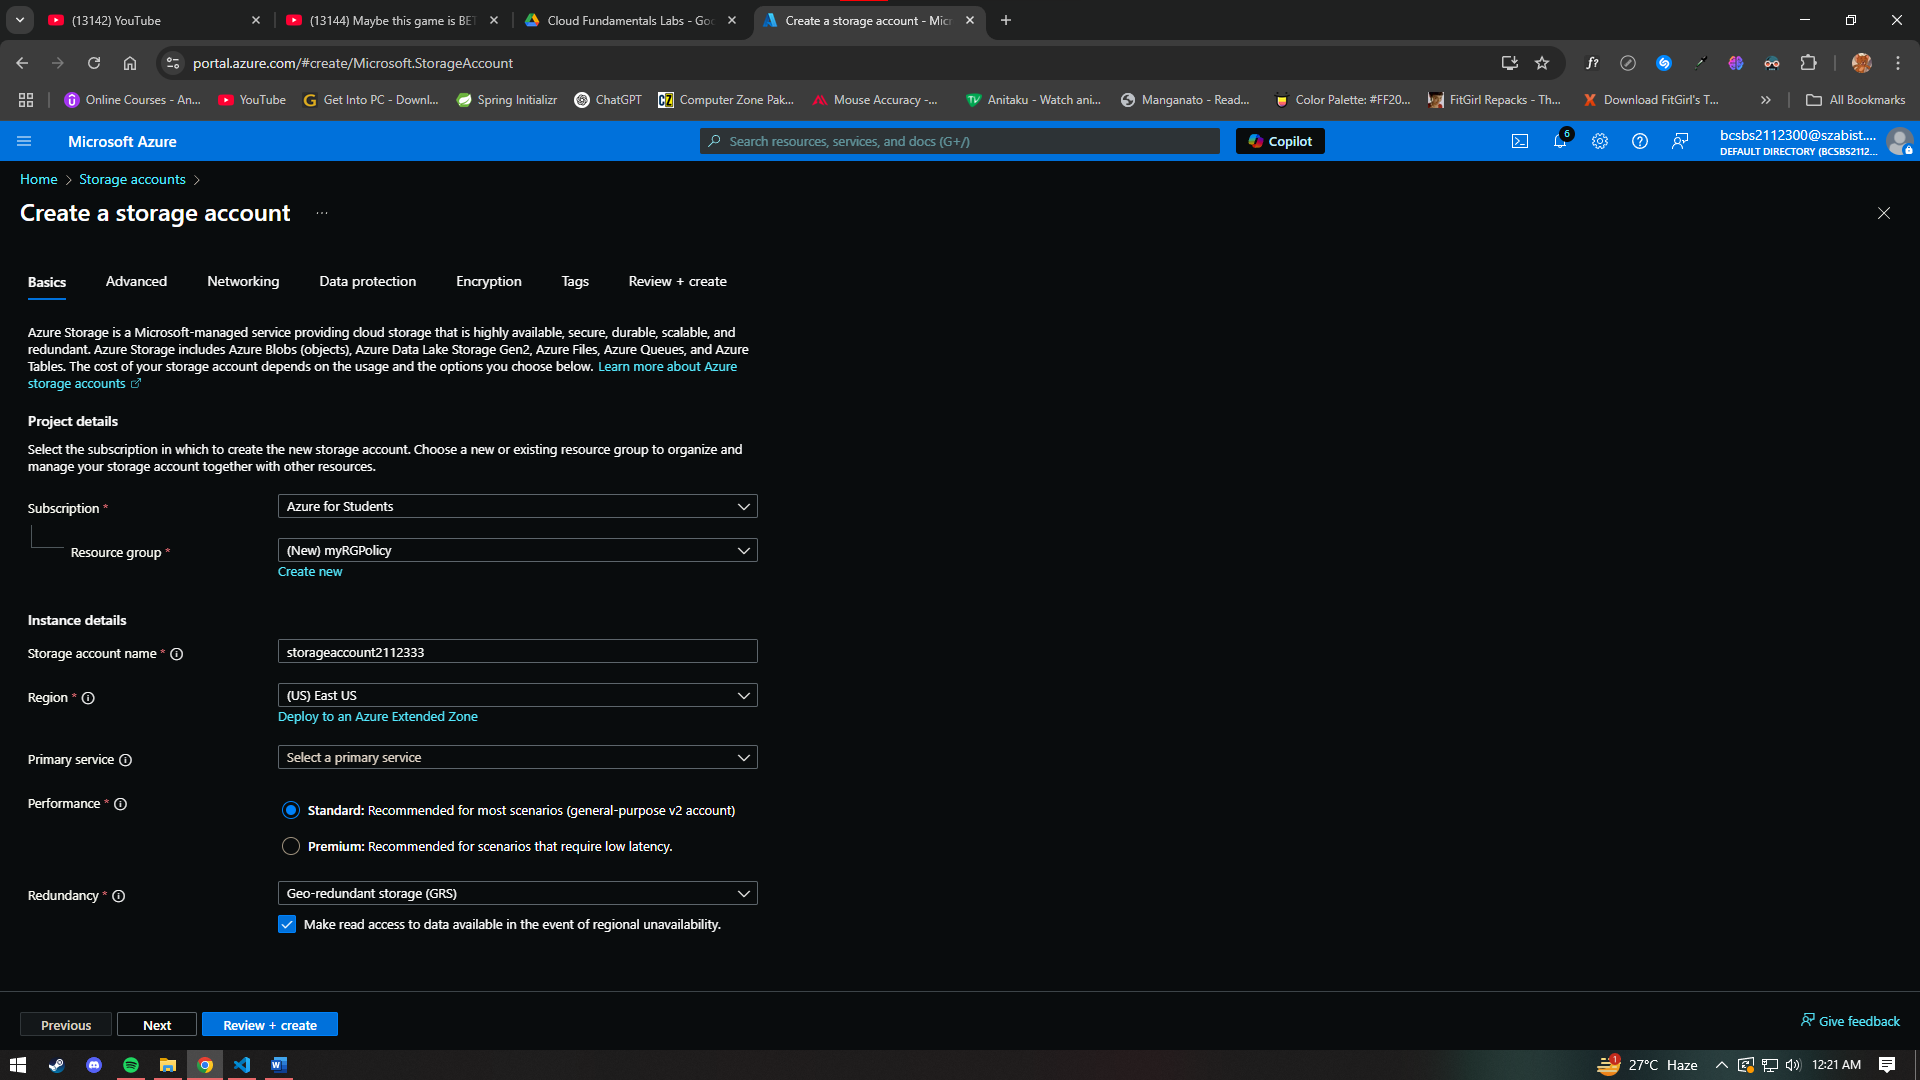 (13142) YouTube
(13144) Maybe this game is BET
Cloud Fundamentals Labs - Goo
Create a storage account - Micr
portal.azure.com/#create/Microsoft.StorageAccount
f?
Online Courses - An...
YouTube
Get Into PC - Downl...
Spring Initializr
ChatGPT
CZ
Computer Zone Pak...
Mouse Accuracy -...
Anitaku - Watch ani...
Manganato - Read...
Color Palette: #FF20...
FitGirl Repacks - Th...
Download FitGirl's T...
All Bookmarks
Microsoft Azure
Search resources, services, and docs (G+/)
Copilot
6
bcsbs2112300@szabist....
DEFAULT DIRECTORY (BCSBS2112...
Home > Storage accounts >
Create a storage account ...
Basics
Advanced
Networking
Data protection
Encryption
Tags
Review + create
Azure Storage is a Microsoft-managed service providing cloud storage that is highly available, secure, durable, scalable, and
redundant. Azure Storage includes Azure Blobs (objects), Azure Data Lake Storage Gen2, Azure Files, Azure Queues, and Azure
Tables. The cost of your storage account depends on the usage and the options you choose below. Learn more about Azure
storage accounts
Project details
Select the subscription in which to create the new storage account. Choose a new or existing resource group to organize and
manage your storage account together with other resources.
Subscription *
Azure for Students
Resource group *
(New) myRGPolicy
Create new
Instance details
Storage account name *
storageaccount2112333
Region *
(US) East US
Deploy to an Azure Extended Zone
Primary service
Select a primary service
Performance *
Standard: Recommended for most scenarios (general-purpose v2 account)
Premium: Recommended for scenarios that require low latency.
Redundancy *
Geo-redundant storage (GRS)
Make read access to data available in the event of regional unavailability.
Previous
Next
Review + create
Give feedback
1
27°C Haze
12:21 AM